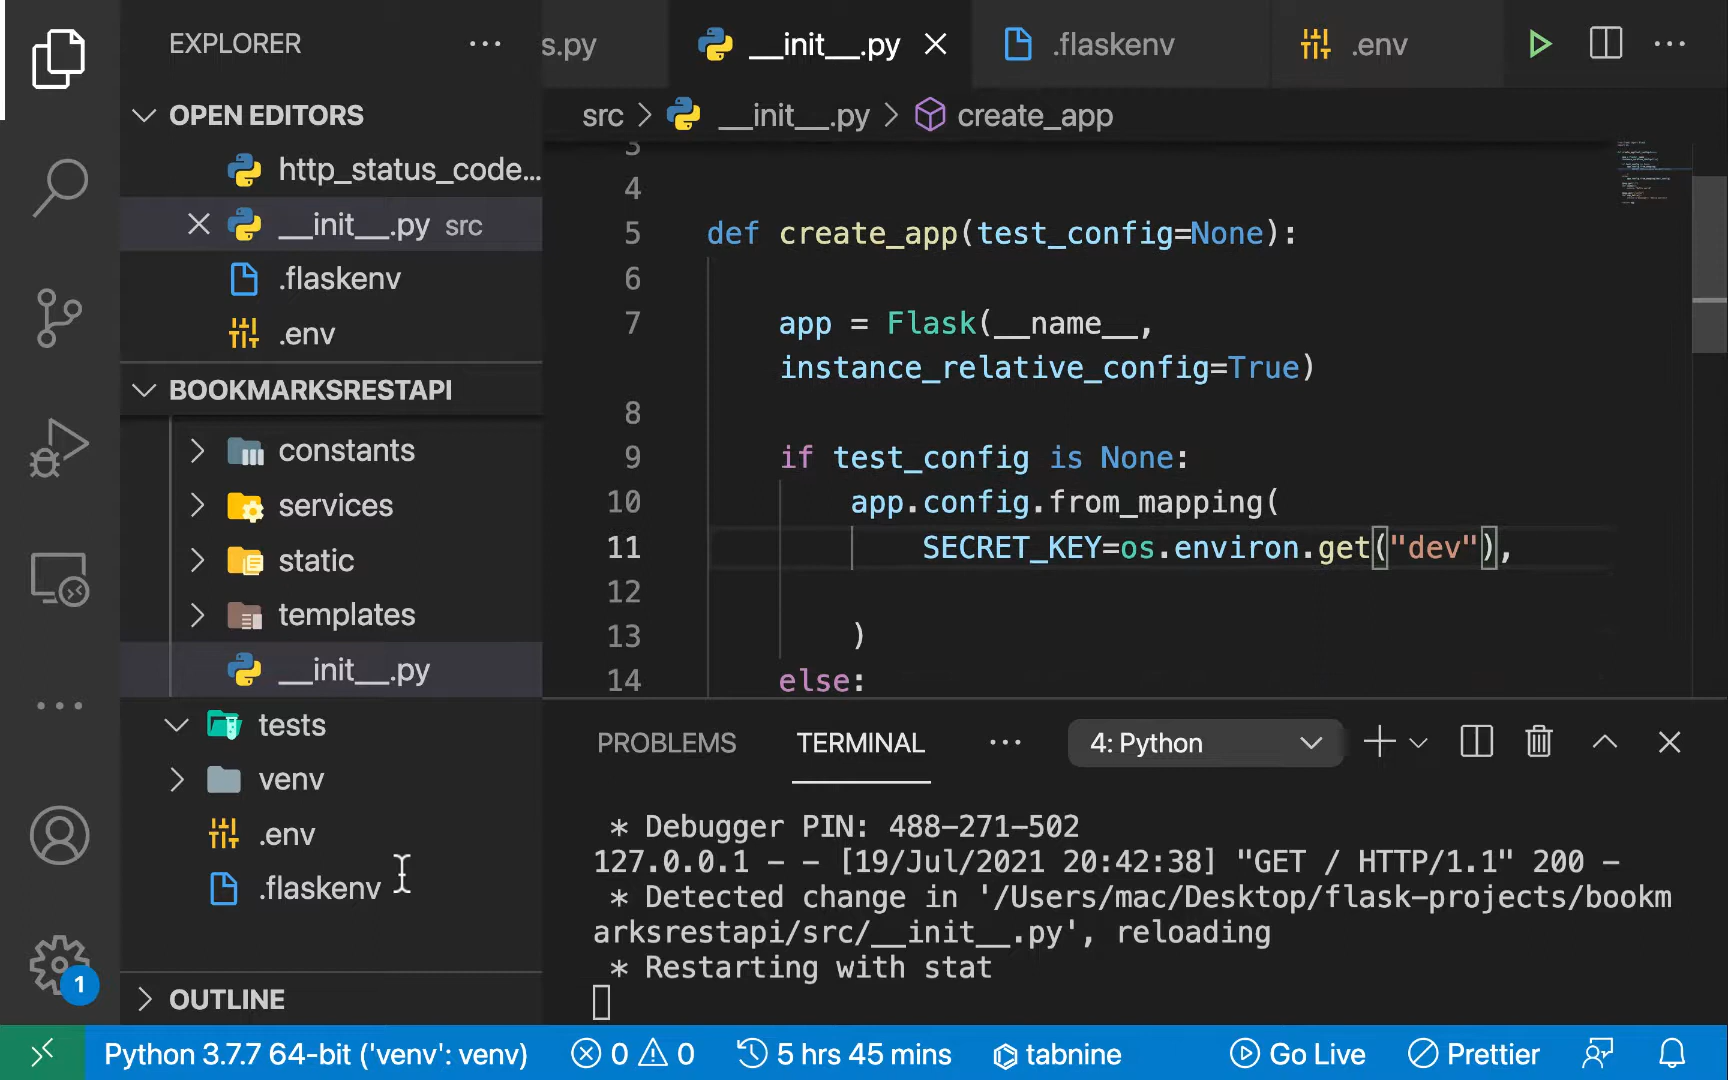 EXPLORER
OPEN EDITORS
http_status_code...
__init__.py src
.flaskenv
.env
BOOKMARKSRESTAPI
constants
services
static
templates
__init__.py
tests
venv
.env
.flaskenv
OUTLINE
s.py
__init__.py
.flaskenv
.env
src > __init__.py > create_app
3
4
5 def create_app(test_config=None):
6
7 app = Flask(__name__,
instance_relative_config=True)
8
9 if test_config is None:
10 app.config.from_mapping(
11 SECRET_KEY=os.environ.get("dev"),
12
13 )
14 else:
PROBLEMS TERMINAL ... 4: Python
* Debugger PIN: 488-271-502
127.0.0.1 - - [19/Jul/2021 20:42:38] "GET / HTTP/1.1" 200 -
* Detected change in '/Users/mac/Desktop/flask-projects/bookm
arksrestapi/src/__init__.py', reloading
* Restarting with stat
1
Python 3.7.7 64-bit ('venv': venv) 0 0 5 hrs 45 mins tabnine Go Live Prettier